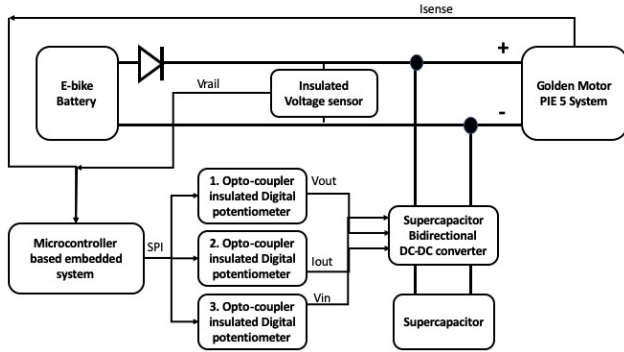 Isense
+
E-bike
Battery
Vrail
Insulated
Voltage sensor
Golden Motor
PIE 5 System
-
1. Opto-coupler
insulated Digital
potentiometer
Vout
Microcontroller
based embedded
system
SPI
2. Opto-coupler
insulated Digital
potentiometer
Iout
Supercapacitor
Bidirectional
DC-DC converter
Vin
3. Opto-coupler
insulated Digital
potentiometer
Supercapacitor